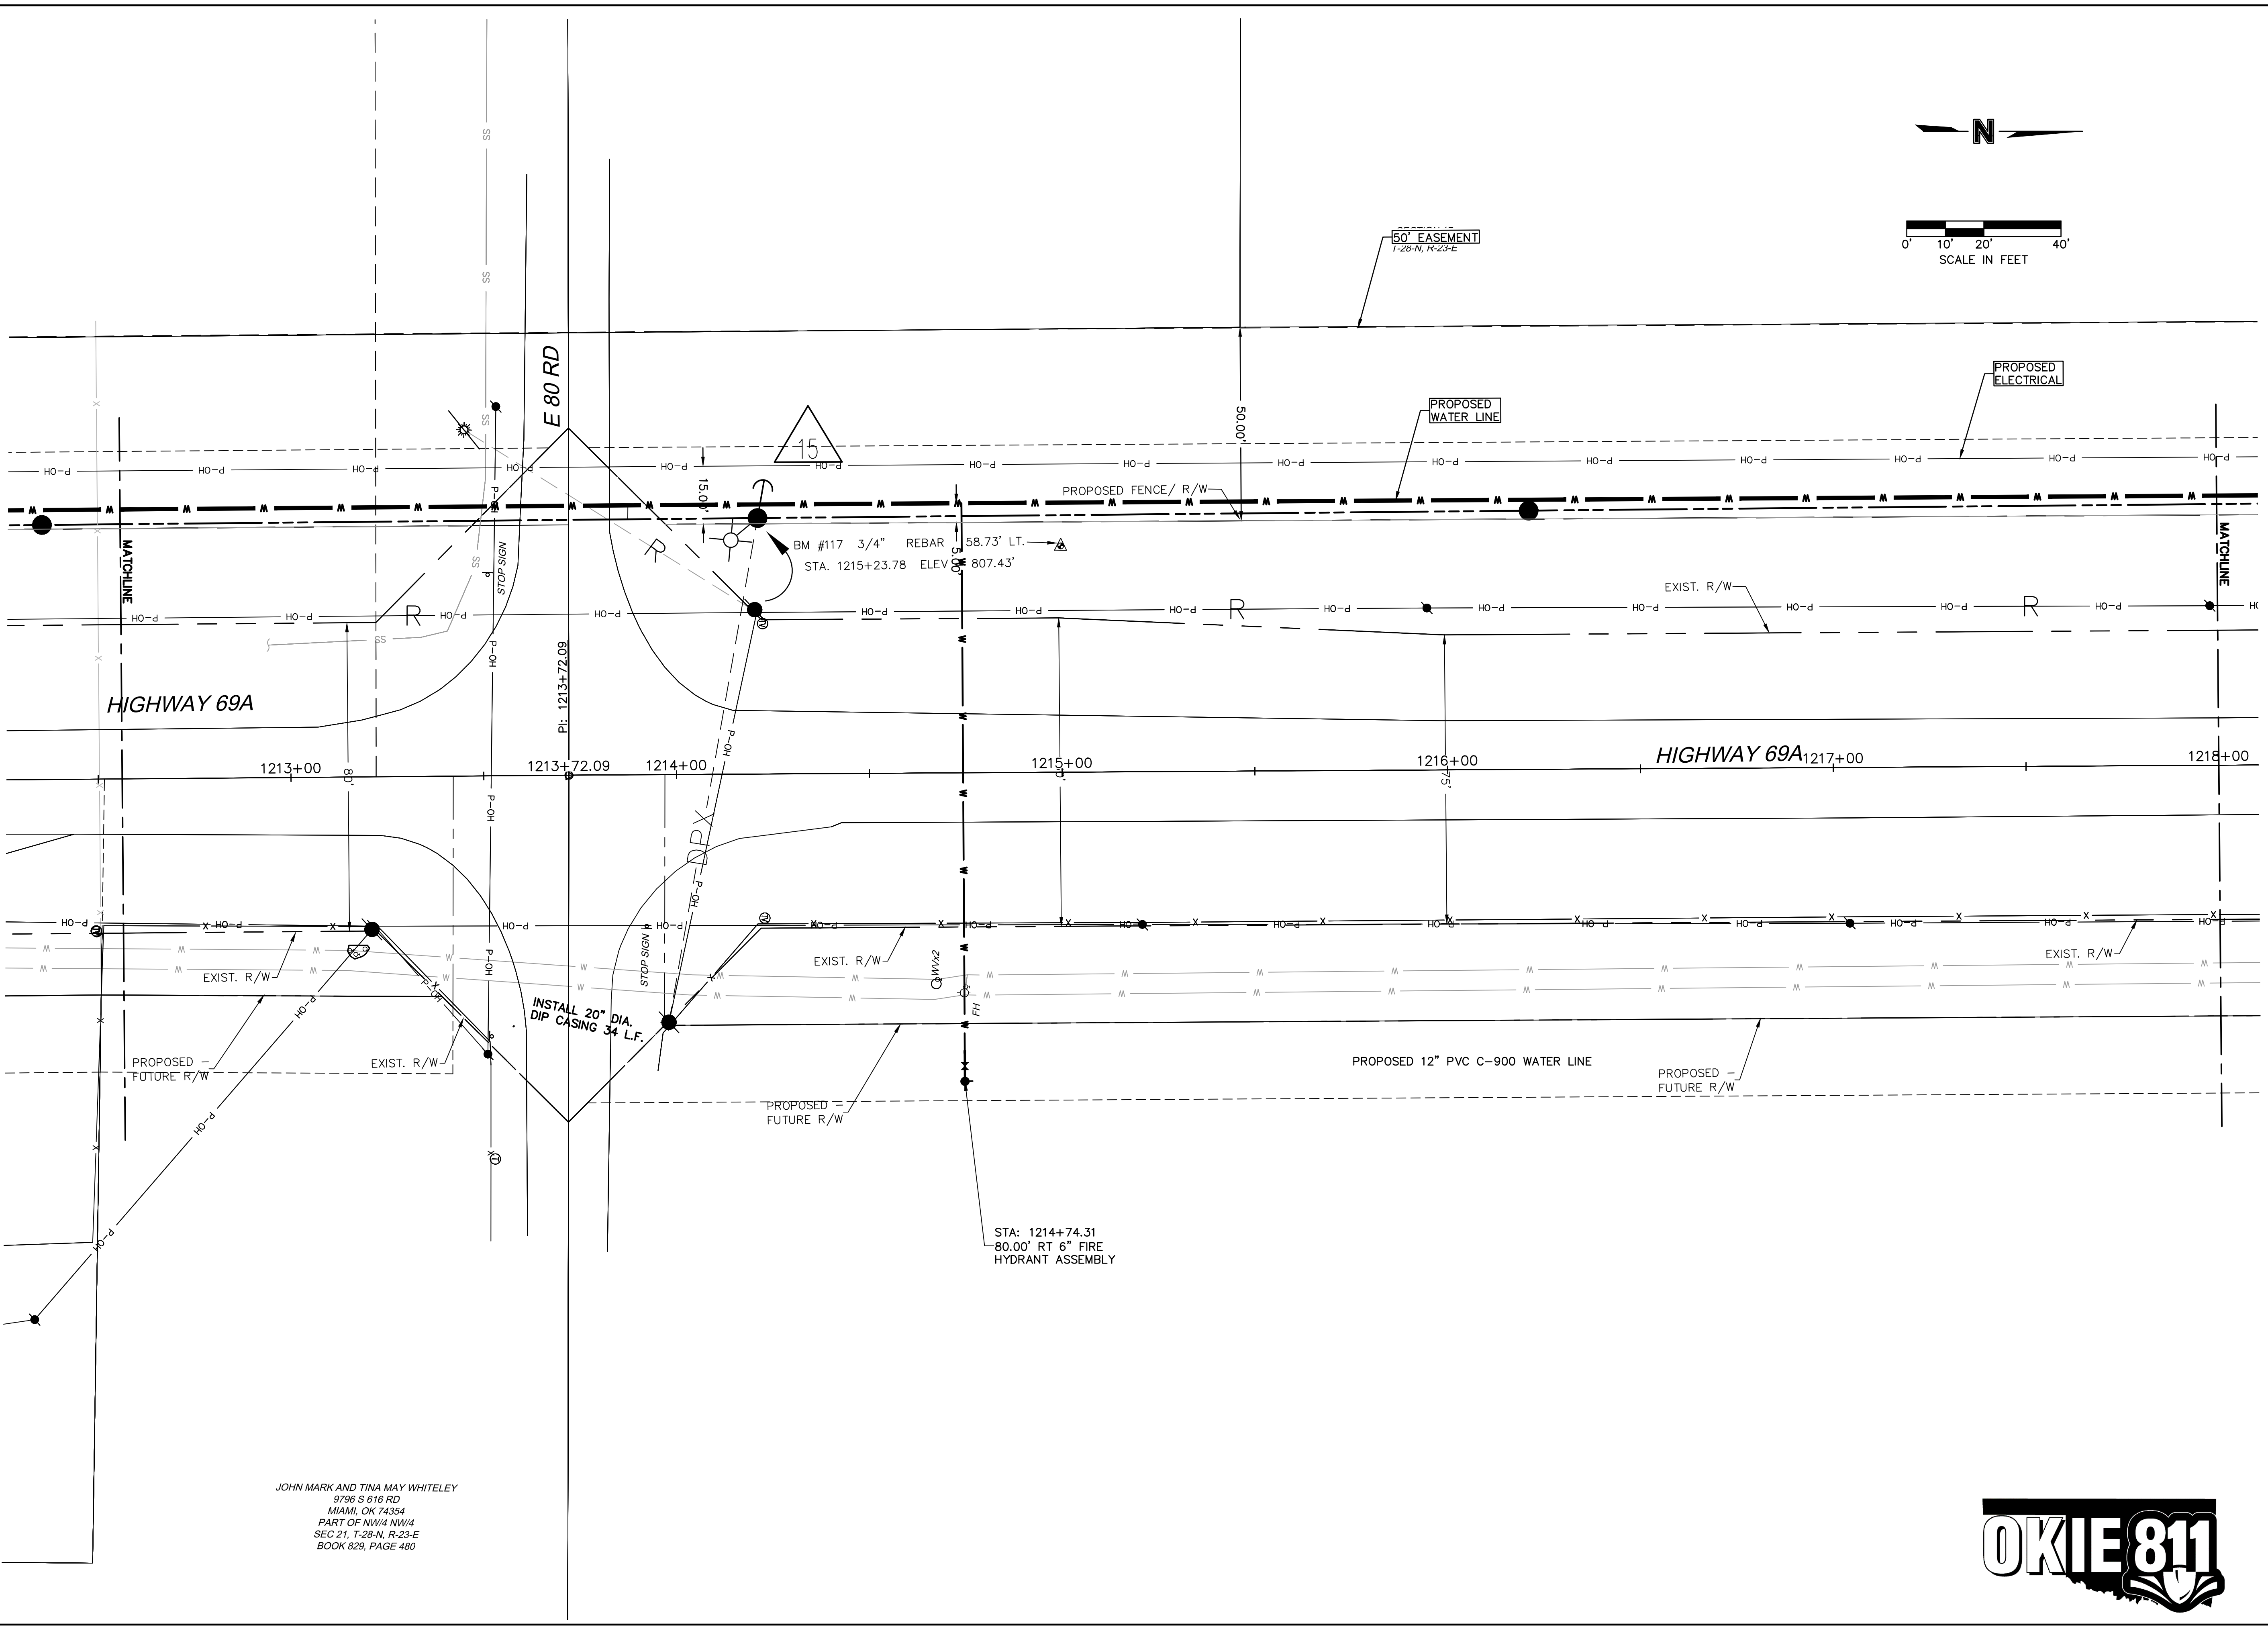 N
0' 10' 20' 40'
SCALE IN FEET
50' EASEMENT
T-28-N, R-23-E
E 80 RD
PROPOSED
ELECTRICAL
PROPOSED
WATER LINE
50.00'
15
15.00'
PROPOSED FENCE/ R/W
BM #117 3/4" REBAR 58.73' LT.
STA. 1215+23.78 ELEV 807.43'
5.00'
MATCHLINE
MATCHLINE
STOP SIGN
EXIST. R/W
R
R
R
R
PI: 1213+72.09
HIGHWAY 69A
HIGHWAY 69A
1213+00
1213+72.09
1214+00
1215+00
1216+00
1217+00
1218+00
80'
75'
DPX
STOP SIGN
WVx2
FH
EXIST. R/W
EXIST. R/W
EXIST. R/W
INSTALL 20" DIA.
DIP CASING 34 L.F.
PROPOSED -
FUTURE R/W
EXIST. R/W
PROPOSED 12" PVC C-900 WATER LINE
PROPOSED -
FUTURE R/W
PROPOSED -
FUTURE R/W
STA: 1214+74.31
80.00' RT 6" FIRE
HYDRANT ASSEMBLY
JOHN MARK AND TINA MAY WHITELEY
9796 S 616 RD
MIAMI, OK 74354
PART OF NW/4 NW/4
SEC 21, T-28-N, R-23-E
BOOK 829, PAGE 480
OKIE 811
P-OH
SS
W
X